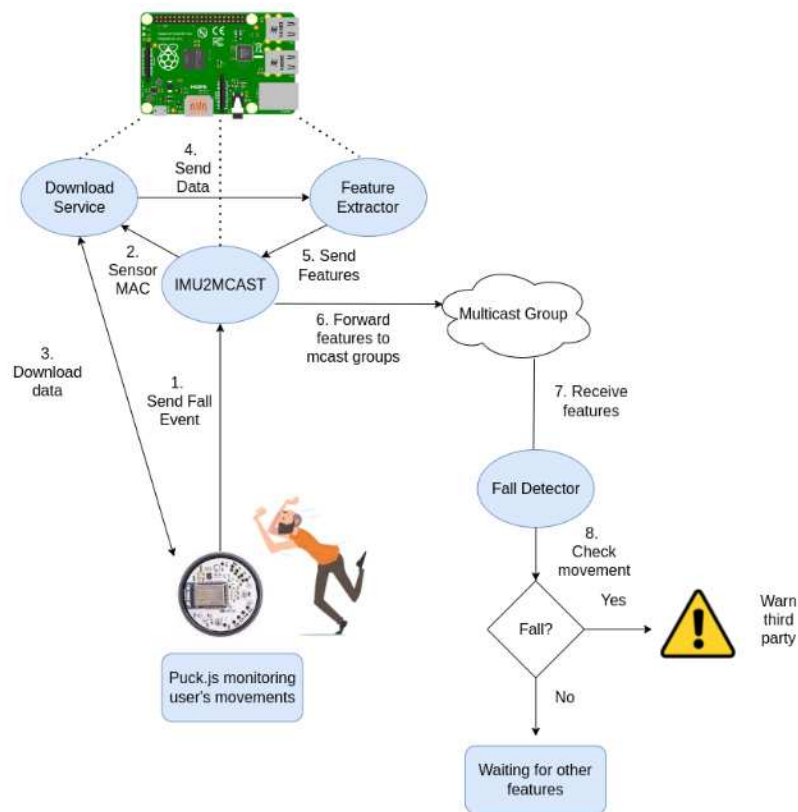 4.
Send
Data
Download
Service
Feature
Extractor
2.
Sensor
MAC
IMU2MCAST
5. Send
Features
6. Forward
features to
mcast groups
Multicast Group
3.
Download
data
1.
Send Fall
Event
7. Receive
features
Fall Detector
8.
Check
movement
Fall?
Yes
Warn
third
party
No
Puck.js monitoring
user's movements
Waiting for other
features